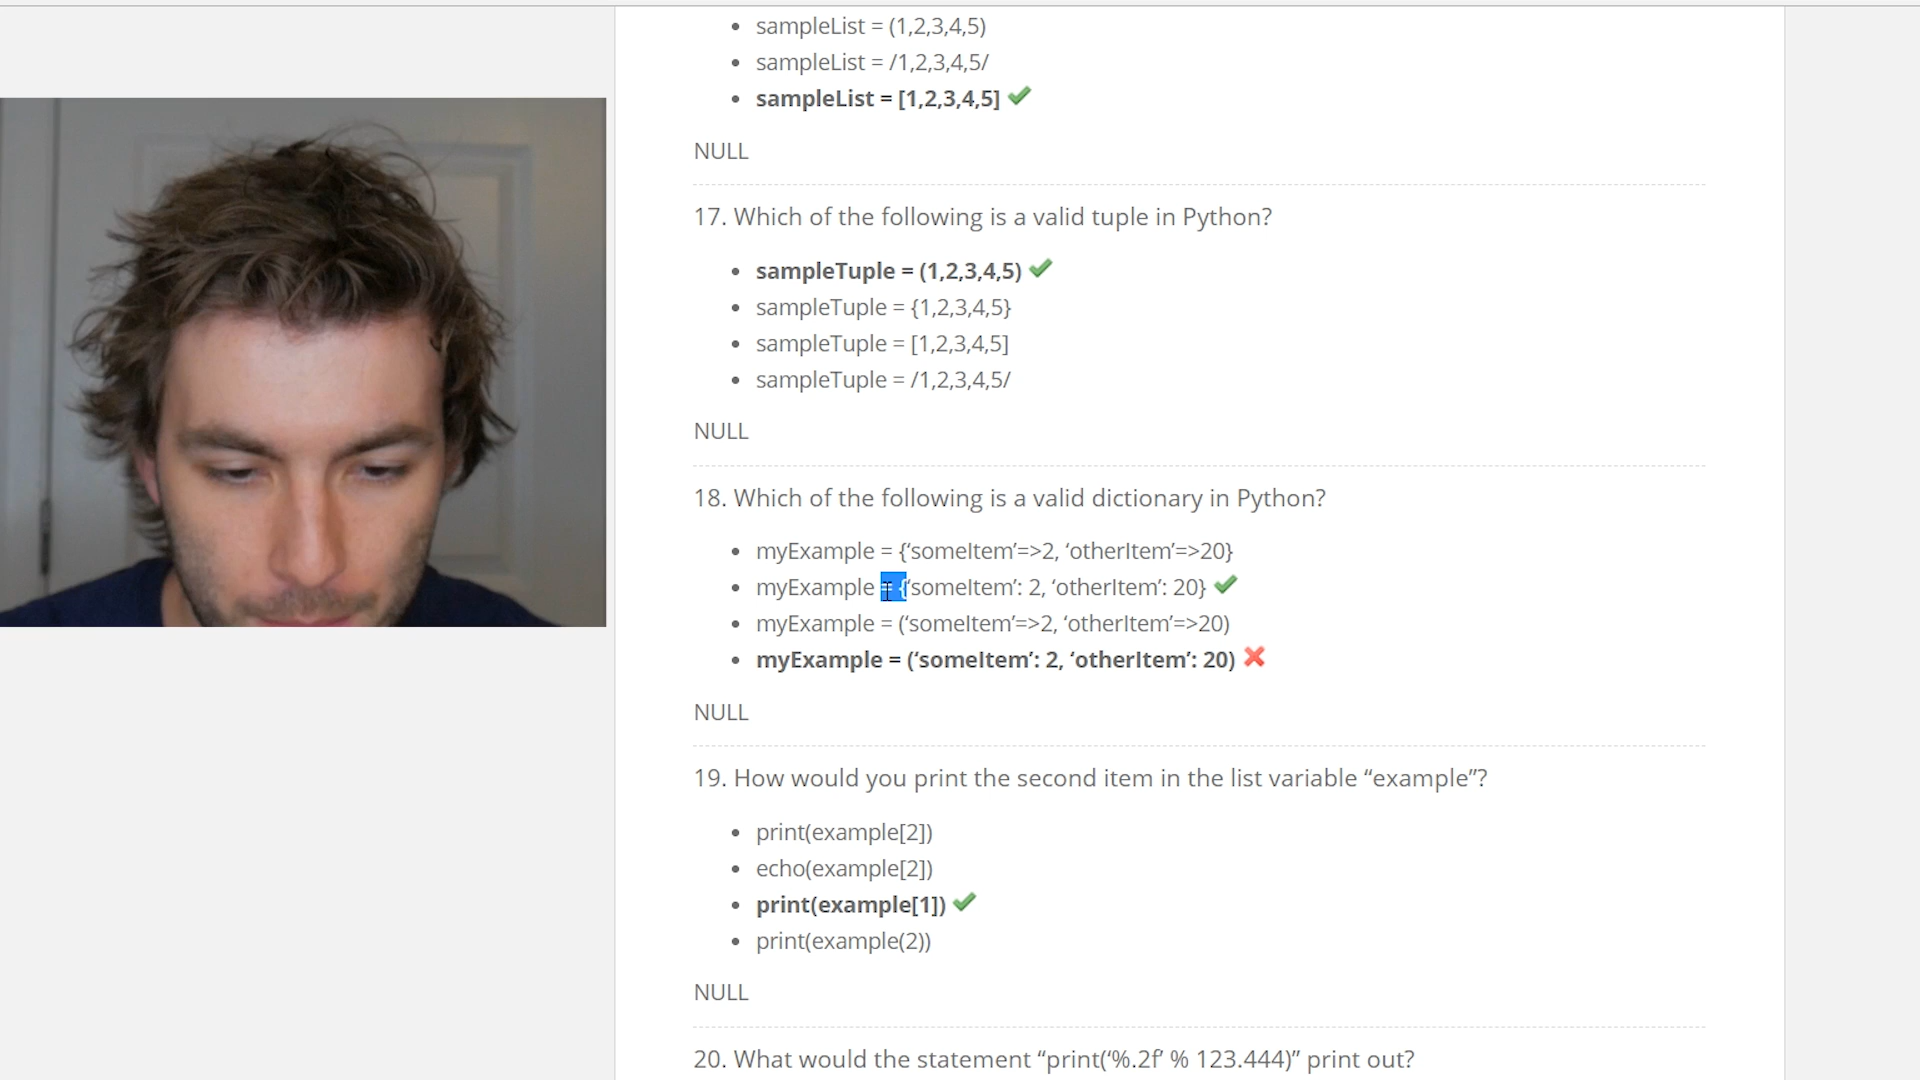 sampleList = (1,2,3,4,5)
sampleList = /1,2,3,4,5/
sampleList = [1,2,3,4,5]
NULL
17. Which of the following is a valid tuple in Python?
sampleTuple = (1,2,3,4,5)
sampleTuple = {1,2,3,4,5}
sampleTuple = [1,2,3,4,5]
sampleTuple = /1,2,3,4,5/
NULL
18. Which of the following is a valid dictionary in Python?
myExample = {‘someItem’=>2, ‘otherItem’=>20}
myExample = {‘someItem’: 2, ‘otherItem’: 20}
myExample = (‘someItem’=>2, ‘otherItem’=>20)
myExample = (‘someItem’: 2, ‘otherItem’: 20)
NULL
19. How would you print the second item in the list variable “example”?
print(example[2])
echo(example[2])
print(example[1])
print(example(2))
NULL
20. What would the statement “print(‘%.2f’ % 123.444)” print out?